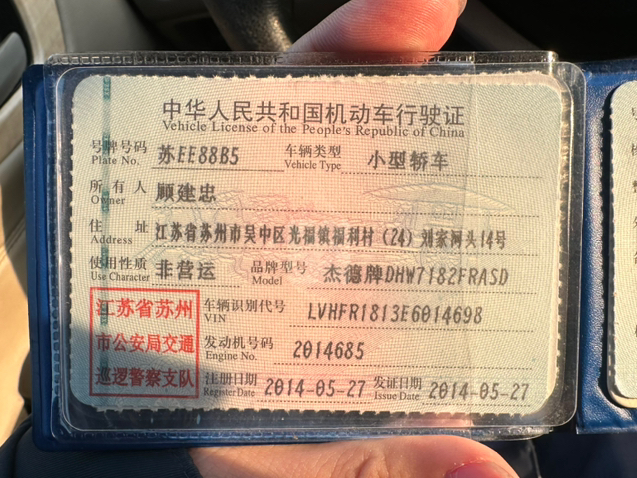 中华人民共和国机动车行驶证
Vehicle License of the People's Republic of China
号牌号码 苏EE88B5 车辆类型 小型轿车
Plate No. Vehicle Type
所有人 顾建忠
Owner
住址 江苏省苏州市吴中区光福镇福利村（24）刘家河头14号
Address
使用性质 非营运 品牌型号 杰德牌DHW7182FRASD
Use Character Model
江苏省苏州 车辆识别代号 LVHFR1813E6014698
VIN
市公安局交通 发动机号码 2014685
Engine No.
巡逻警察支队 注册日期 2014-05-27 发证日期 2014-05-27
Register Date Issue Date